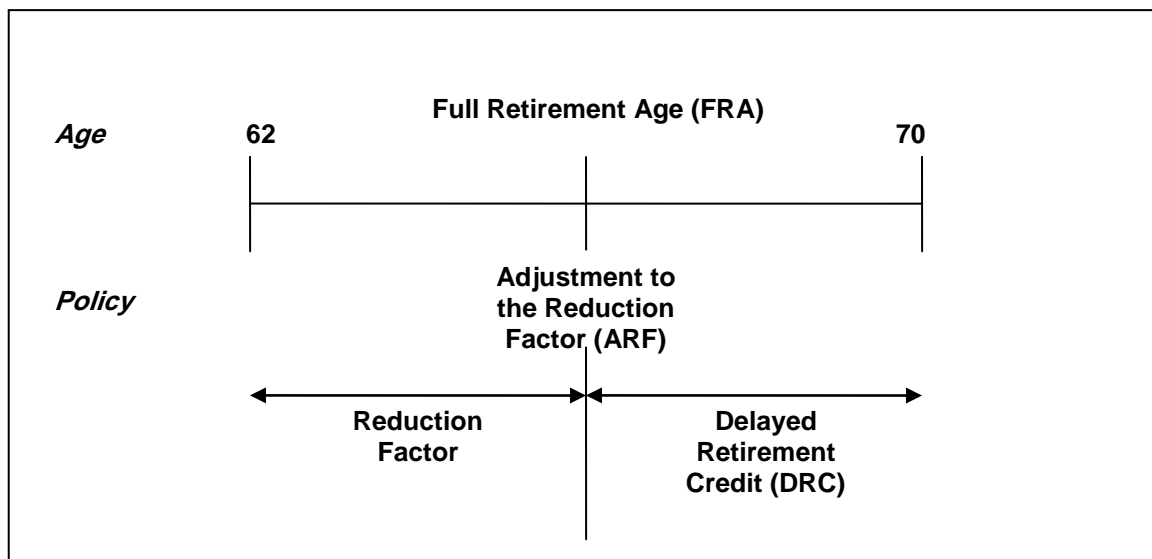 Full Retirement Age (FRA)
Age
62
70
Adjustment to
the Reduction
Factor (ARF)
Policy
Reduction
Factor
Delayed
Retirement
Credit (DRC)